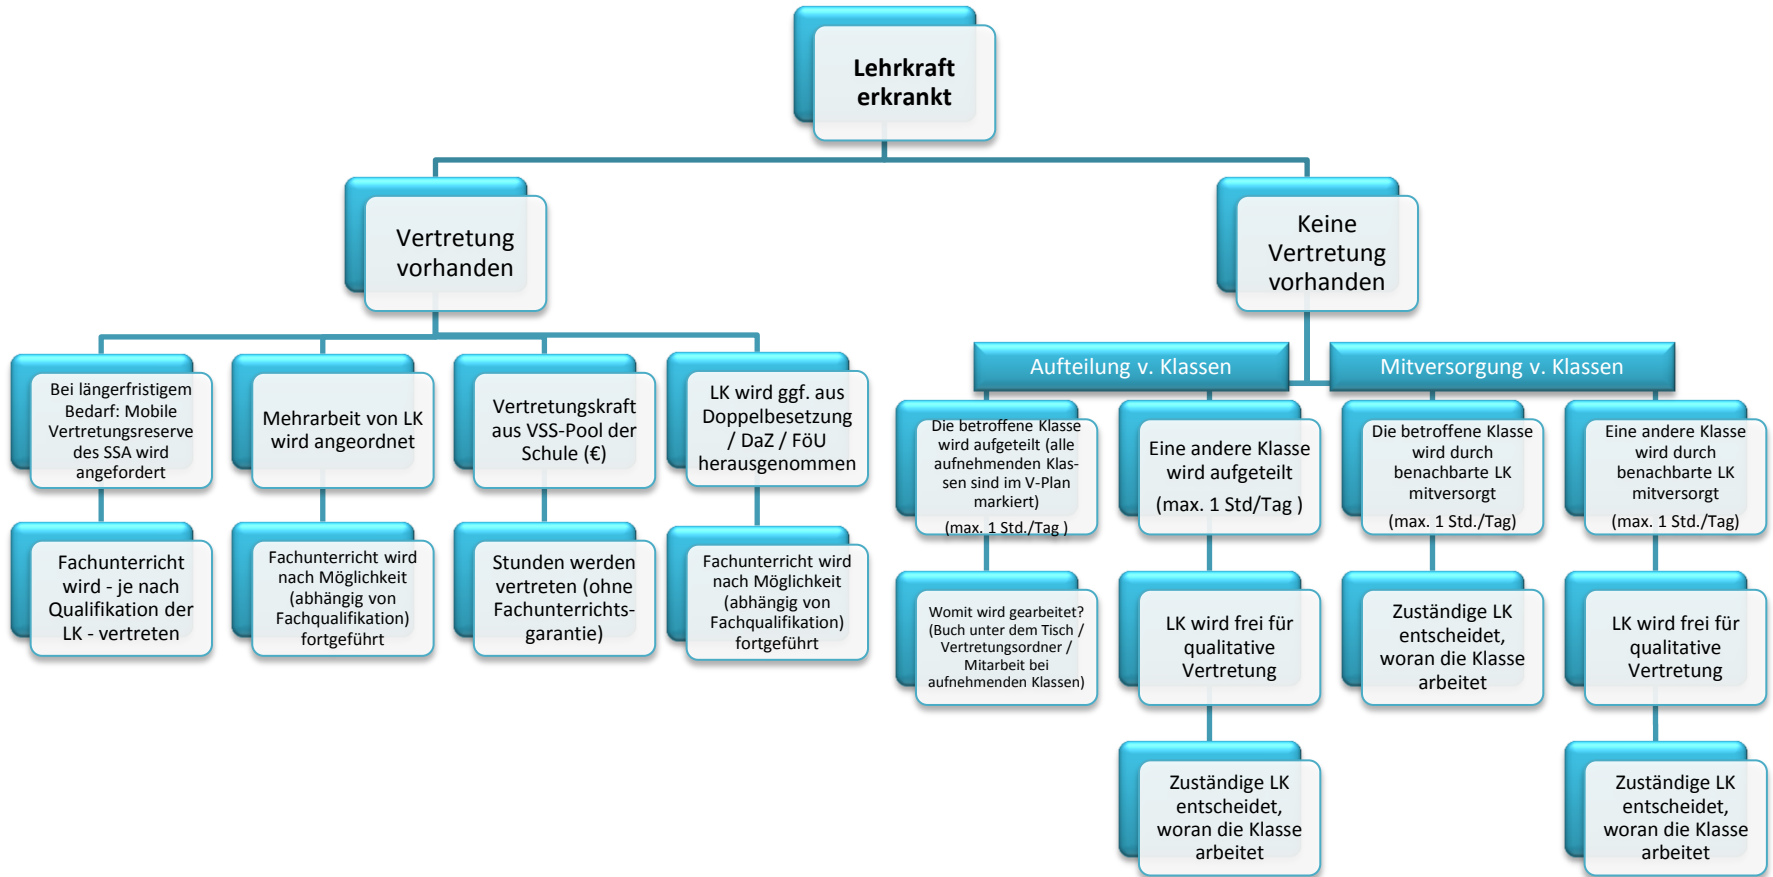 Lehrkraft
erkrankt
Vertretung
vorhanden
Keine
Vertretung
vorhanden
Bei längerfristigem
Bedarf: Mobile
Vertretungsreserve
des SSA wird
angefordert
Mehrarbeit von LK
wird angeordnet
Vertretungskraft
aus VSS-Pool der
Schule (€)
LK wird ggf. aus
Doppelbesetzung
/ DaZ / FöU
herausgenommen
Fachunterricht
wird - je nach
Qualifikation der
LK - vertreten
Fachunterricht wird
nach Möglichkeit
(abhängig von
Fachqualifikation)
fortgeführt
Stunden werden
vertreten (ohne
Fachunterrichts-
garantie)
Fachunterricht wird
nach Möglichkeit
(abhängig von
Fachqualifikation)
fortgeführt
Aufteilung v. Klassen
Mitversorgung v. Klassen
Die betroffene Klasse
wird aufgeteilt (alle
aufnehmenden Klas-
sen sind im V-Plan
markiert)
(max. 1 Std./Tag )
Eine andere Klasse
wird aufgeteilt
(max. 1 Std/Tag )
Die betroffene Klasse
wird durch
benachbarte LK
mitversorgt
(max. 1 Std./Tag)
Eine andere Klasse
wird durch
benachbarte LK
mitversorgt
(max. 1 Std./Tag)
Womit wird gearbeitet?
(Buch unter dem Tisch /
Vertretungsordner /
Mitarbeit bei
aufnehmenden Klassen)
LK wird frei für
qualitative
Vertretung
Zuständige LK
entscheidet,
woran die Klasse
arbeitet
LK wird frei für
qualitative
Vertretung
Zuständige LK
entscheidet,
woran die Klasse
arbeitet
Zuständige LK
entscheidet,
woran die Klasse
arbeitet